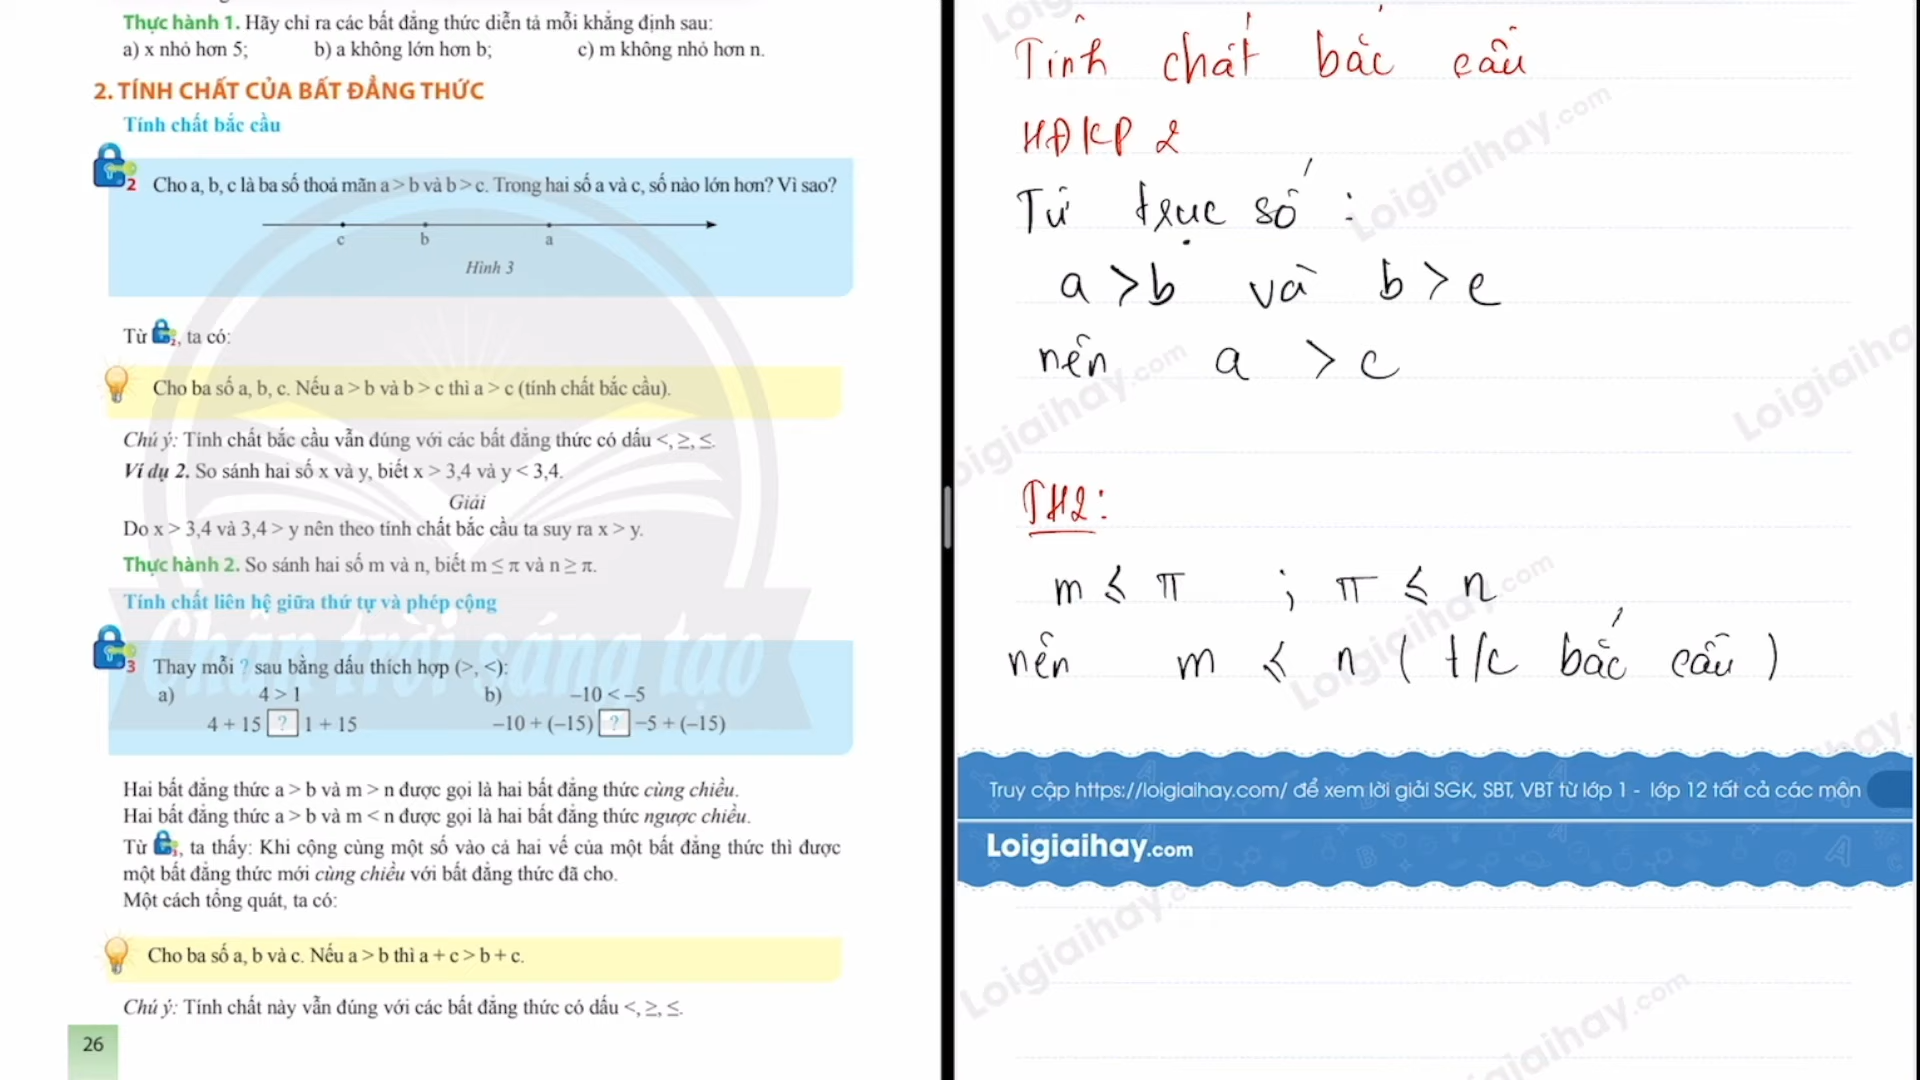 Thực hành 1. Hãy chỉ ra các bất đẳng thức diễn tả mỗi khẳng định sau:
a) x nhỏ hơn 5; b) a không lớn hơn b; c) m không nhỏ hơn n.
2. TÍNH CHẤT CỦA BẤT ĐẲNG THỨC
Tính chất bắc cầu
2 Cho a, b, c là ba số thoả mãn a > b và b > c. Trong hai số a và c, số nào lớn hơn? Vì sao?
c b a
Hình 3
Từ 2, ta có:
Cho ba số a, b, c. Nếu a > b và b > c thì a > c (tính chất bắc cầu).
Chú ý: Tính chất bắc cầu vẫn đúng với các bất đẳng thức có dấu <, ≥, ≤.
Ví dụ 2. So sánh hai số x và y, biết x > 3,4 và y < 3,4.
Giải
Do x > 3,4 và 3,4 > y nên theo tính chất bắc cầu ta suy ra x > y.
Thực hành 2. So sánh hai số m và n, biết m ≤ π và n ≥ π.
Tính chất liên hệ giữa thứ tự và phép cộng
3 Thay mỗi ? sau bằng dấu thích hợp (>, <):
a) 4 > 1 b) –10 < –5
4 + 15 ? 1 + 15 –10 + (–15) ? –5 + (–15)
Hai bất đẳng thức a > b và m > n được gọi là hai bất đẳng thức cùng chiều.
Hai bất đẳng thức a > b và m < n được gọi là hai bất đẳng thức ngược chiều.
Từ 3, ta thấy: Khi cộng cùng một số vào cả hai vế của một bất đẳng thức thì được
một bất đẳng thức mới cùng chiều với bất đẳng thức đã cho.
Một cách tổng quát, ta có:
Cho ba số a, b và c. Nếu a > b thì a + c > b + c.
Chú ý: Tính chất này vẫn đúng với các bất đẳng thức có dấu <, ≥, ≤.
26
Chân trời sáng tạo
Tính chất bắc cầu
HĐKP 2
Từ trục số :
a > b và b > c
nên a > c
TH2:
m ≤ π ; π ≤ n
nên m ≤ n ( t/c bắc cầu )
Truy cập https://loigiaihay.com/ để xem lời giải SGK, SBT, VBT từ lớp 1 - lớp 12 tất cả các môn
Loigiaihay.com